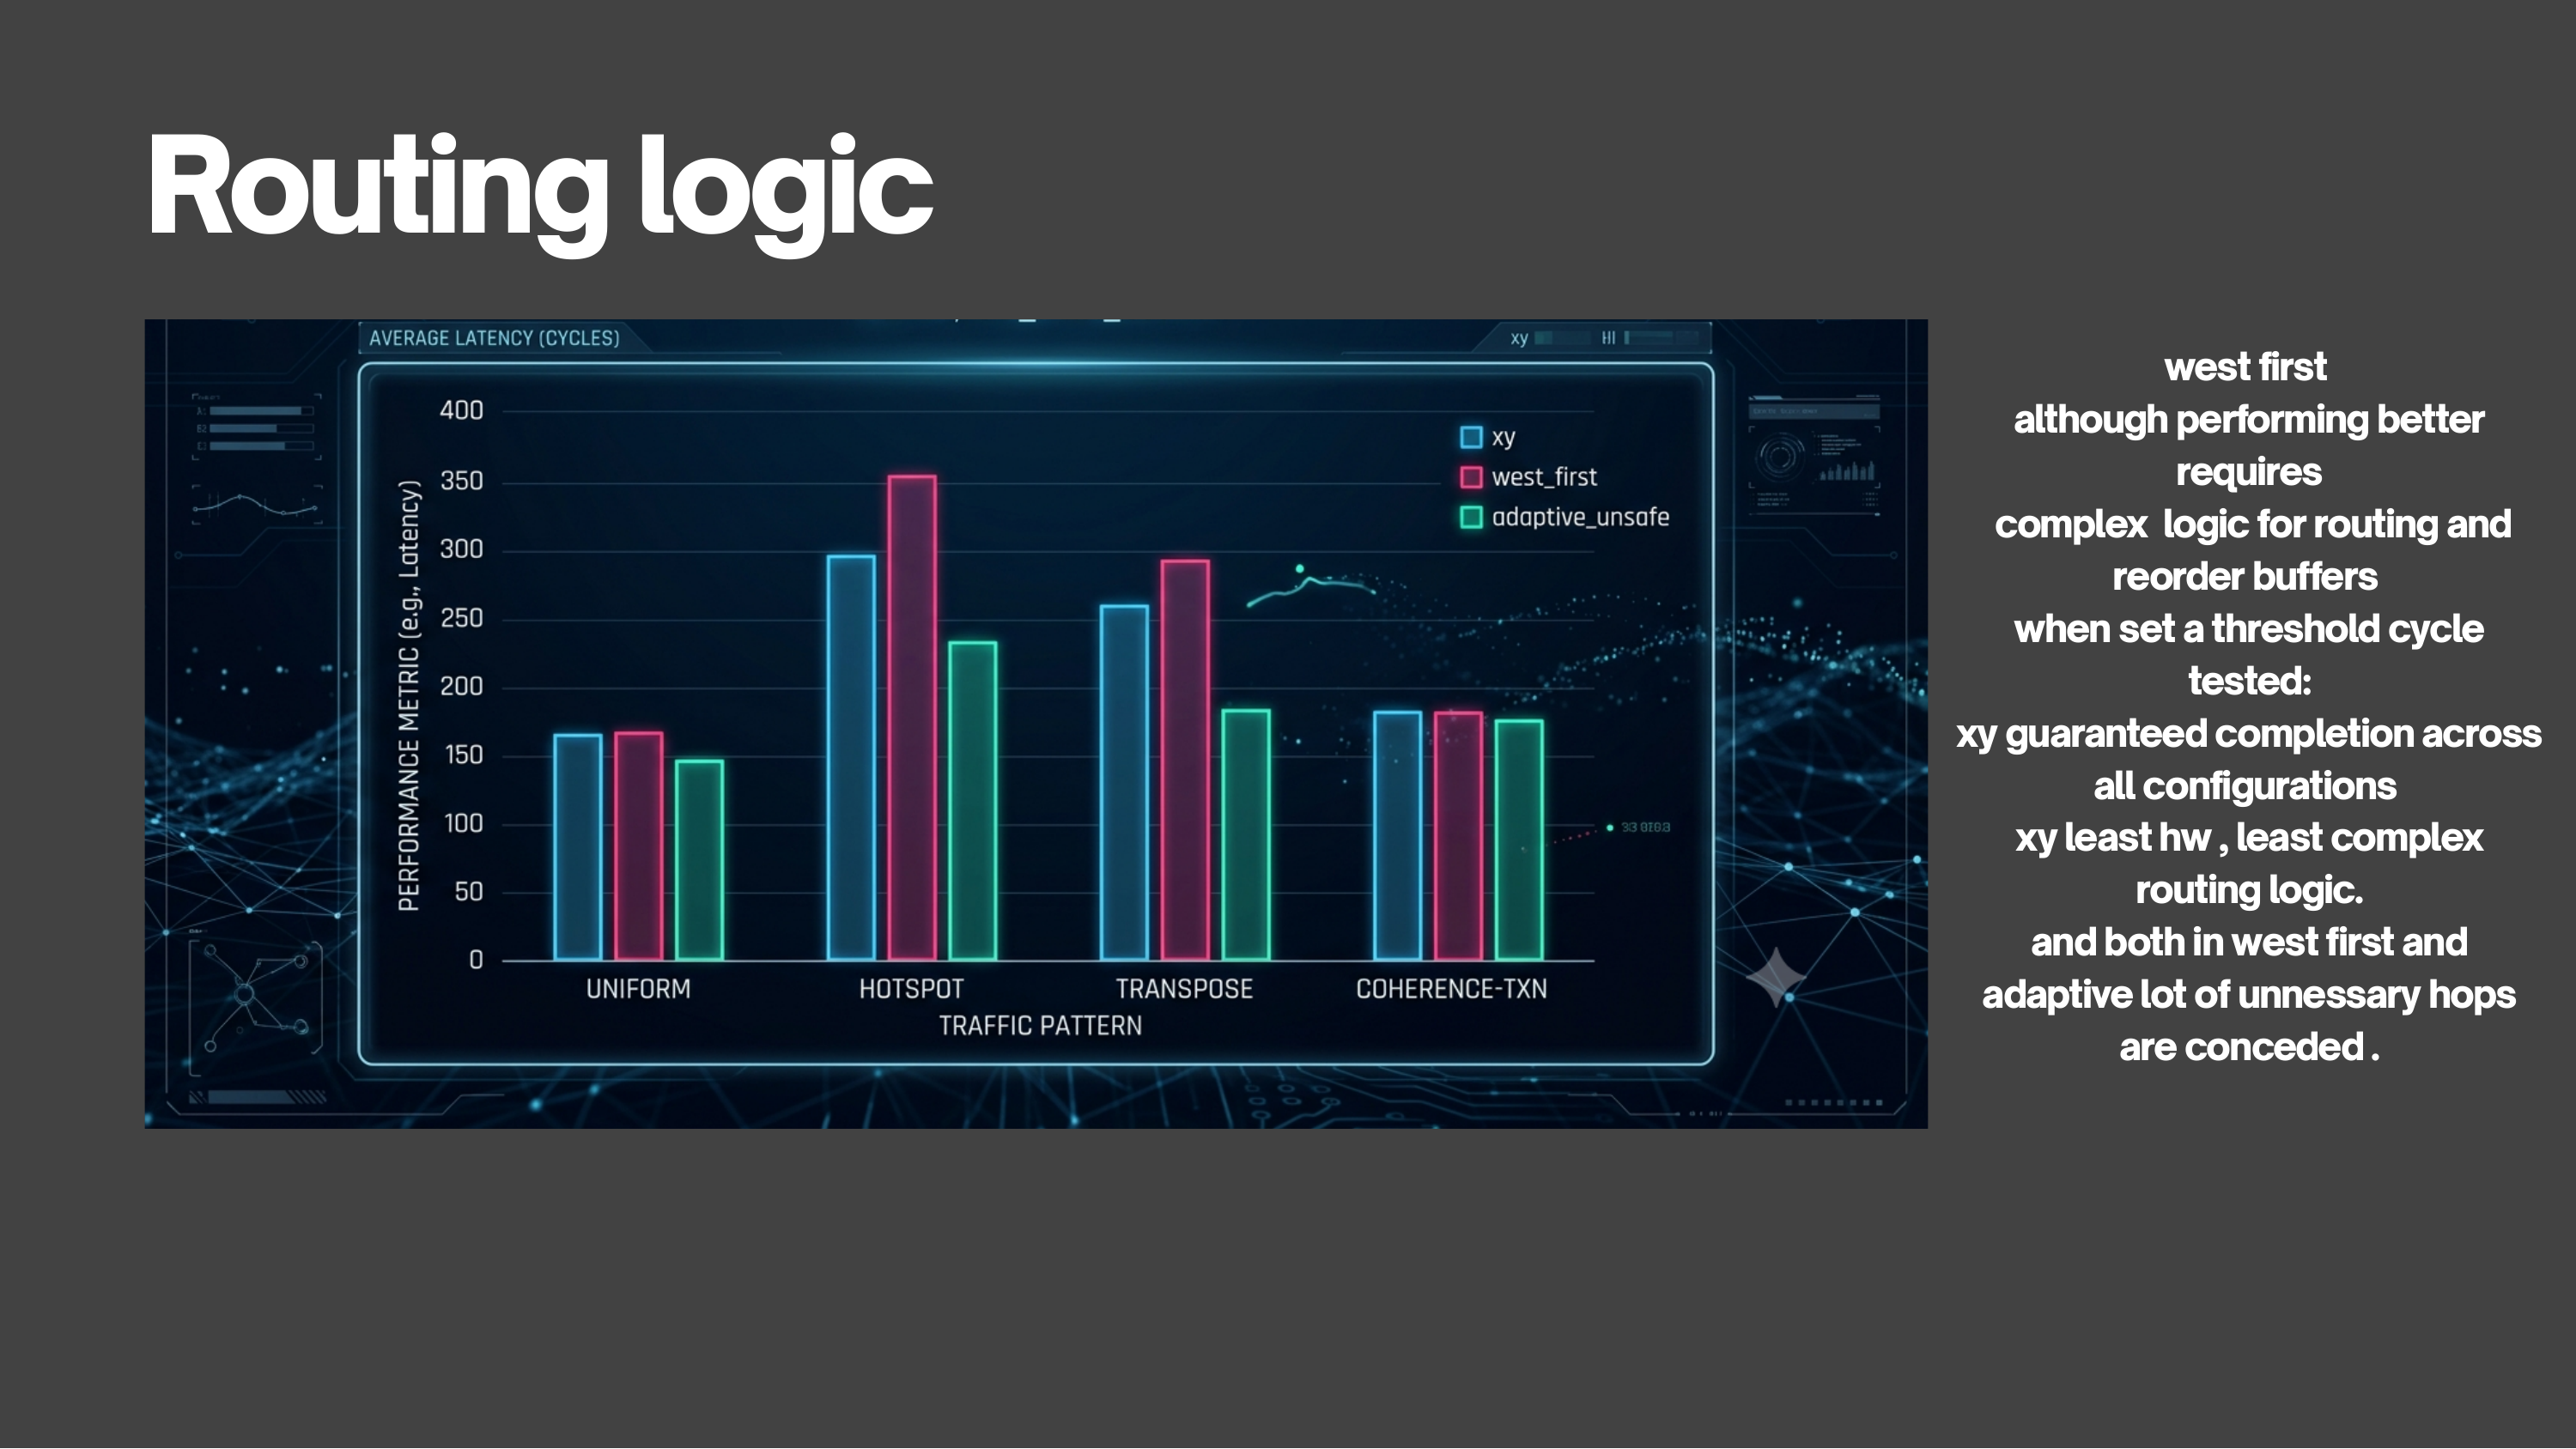 Routing logic
AVERAGE LATENCY (CYCLES)
xy
400
350
300
250
200
150
100
50
0
PERFORMANCE METRIC (e.g., Latency)
xy
west_first
adaptive_unsafe
UNIFORM
HOTSPOT
TRANSPOSE
COHERENCE-TXN
TRAFFIC PATTERN
west first
although performing better
requires
complex logic for routing and
reorder buffers
when set a threshold cycle
tested:
xy guaranteed completion across
all configurations
xy least hw , least complex
routing logic.
and both in west first and
adaptive lot of unnessary hops
are conceded .